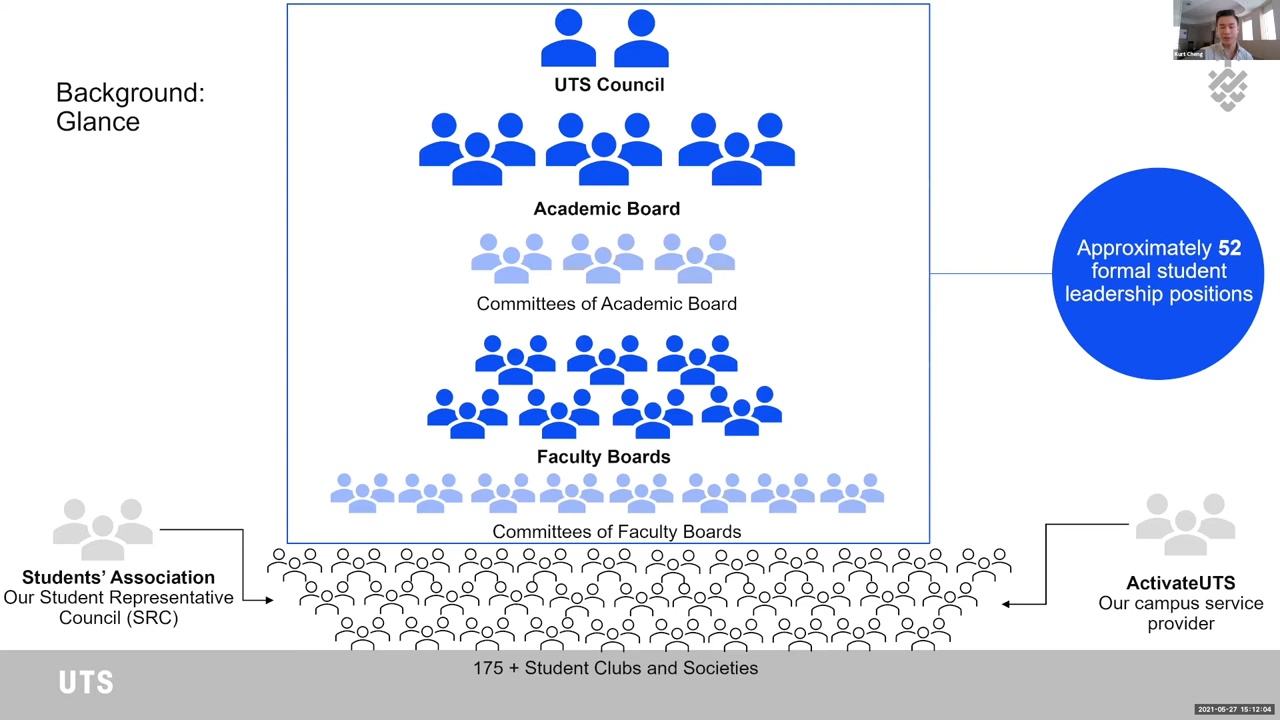 Background:
Glance
UTS Council
Academic Board
Committees of Academic Board
Faculty Boards
Committees of Faculty Boards
Approximately 52
formal student
leadership positions
Students’ Association
Our Student Representative
Council (SRC)
ActivateUTS
Our campus service
provider
175 + Student Clubs and Societies
UTS
Kurt Cheng
2021-05-27 15:12:04